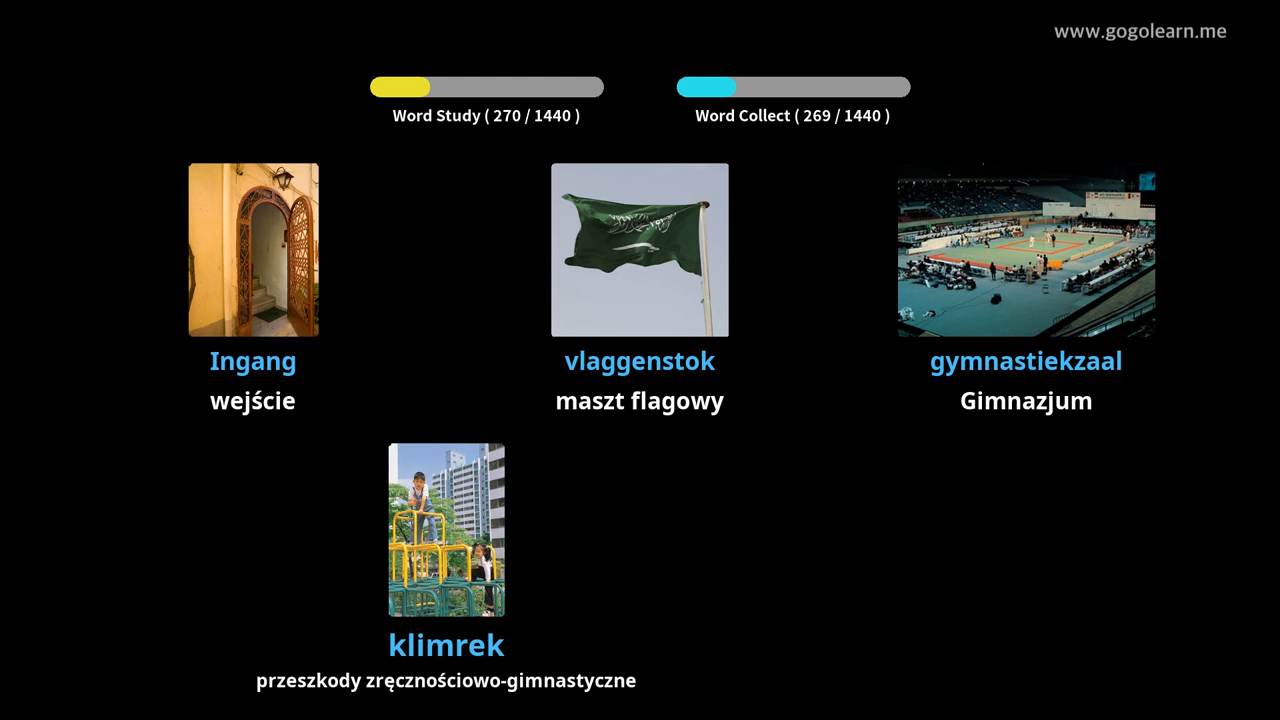 www.gogolearn.me
Word Study ( 270 / 1440 )
Word Collect ( 269 / 1440 )
Ingang
vlaggenstok
gymnastiekzaal
wejście
maszt flagowy
Gimnazjum
klimrek
przeszkody zręcznościowo-gimnastyczne